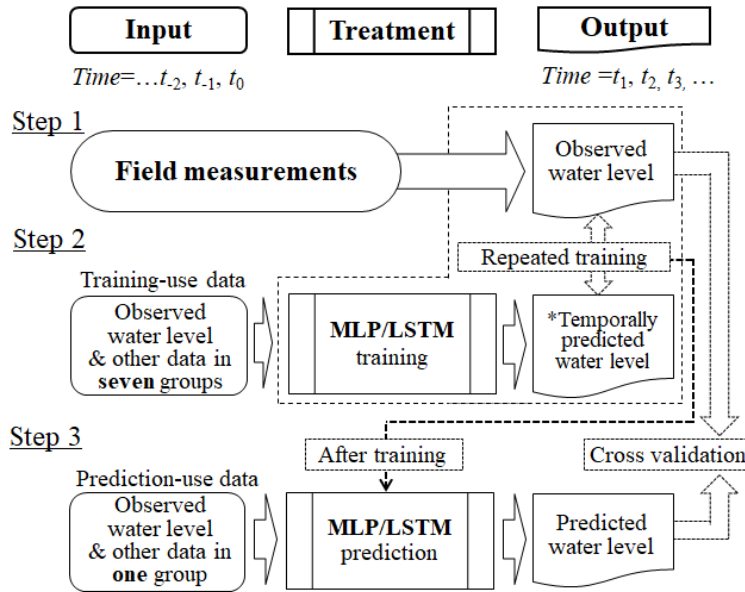 Input
Treatment
Output
Time=…t-2, t-1, t0
Time =t1, t2, t3, …
Step 1
Field measurements
Observed
water level
Step 2
Repeated training
Training-use data
Observed
water level
& other data in
seven groups
MLP/LSTM
training
*Temporally
predicted
water level
Step 3
After training
Cross validation
Prediction-use data
Observed
water level
& other data in
one group
MLP/LSTM
prediction
Predicted
water level